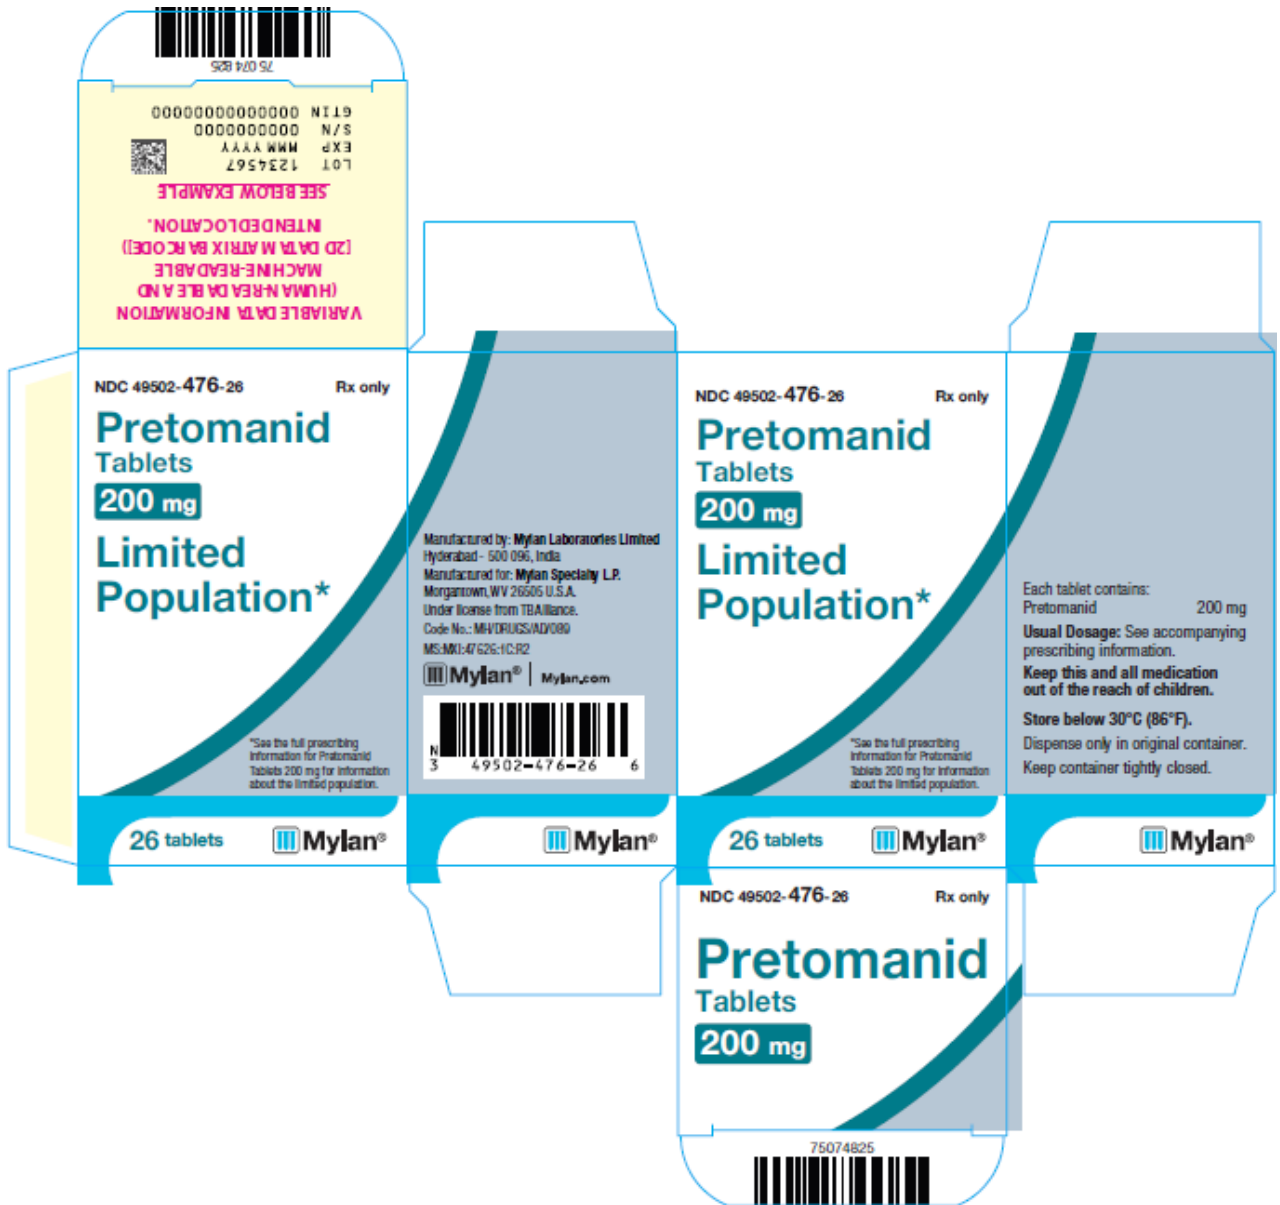 75 074 825
GTIN 00000000000000
S/N 0000000000
EXP MMM YYYY
LOT 1234567
SEE BELOW EXAMPLE
VARIABLE DATA INFORMATION
(HUMAN-READABLE AND
MACHINE-READABLE
[2D DATA MATRIX BARCODE])
INTENDED LOCATION.
NDC 49502-476-26 Rx only
Pretomanid
Tablets
200 mg
Limited
Population*
*See the full prescribing
information for Pretomanid
Tablets 200 mg for information
about the limited population.
26 tablets Mylan®
Manufactured by: Mylan Laboratories Limited
Hyderabad - 500 096, India
Manufactured for: Mylan Specialty L.P.
Morgantown, WV 26505 U.S.A.
Under license from TB Alliance.
Code No.: MH/DRUGS/AD/089
MS:MXI:47626:1C:R2
Mylan® | Mylan.com
N
3 49502-476-26 6
Mylan®
NDC 49502-476-26 Rx only
Pretomanid
Tablets
200 mg
Limited
Population*
*See the full prescribing
information for Pretomanid
Tablets 200 mg for information
about the limited population.
26 tablets Mylan®
Each tablet contains:
Pretomanid 200 mg
Usual Dosage: See accompanying
prescribing information.
Keep this and all medication
out of the reach of children.
Store below 30°C (86°F).
Dispense only in original container.
Keep container tightly closed.
Mylan®
NDC 49502-476-26 Rx only
Pretomanid
Tablets
200 mg
75074825